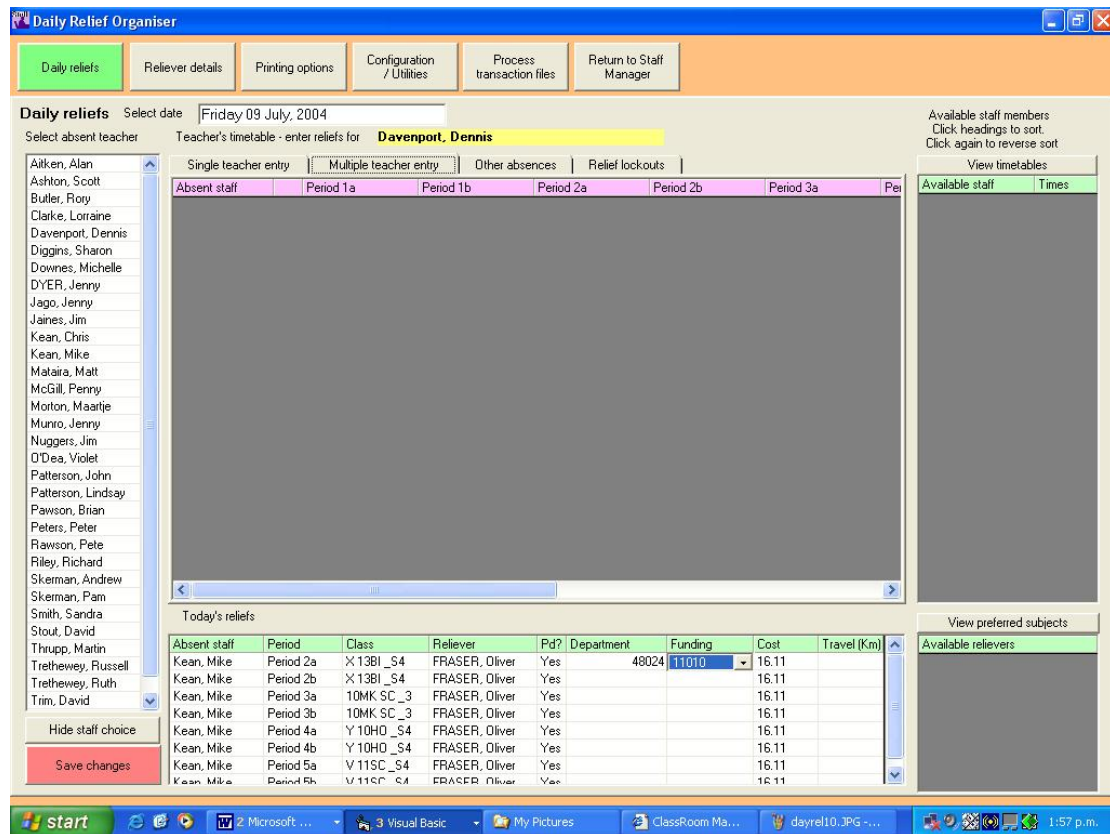 Daily Relief Organiser
Daily reliefs
Reliever details
Printing options
Configuration / Utilities
Process transaction files
Return to Staff Manager
Daily reliefs Select date Friday 09 July, 2004
Select absent teacher Teacher's timetable - enter reliefs for Davenport, Dennis
Available staff members
Click headings to sort.
Click again to reverse sort
Aitken, Alan
Ashton, Scott
Butler, Rory
Clarke, Lorraine
Davenport, Dennis
Diggins, Sharon
Downes, Michelle
DYER, Jenny
Jago, Jenny
Jaines, Jim
Kean, Chris
Kean, Mike
Mataira, Matt
McGill, Penny
Morton, Maartje
Munro, Jenny
Nuggers, Jim
O'Dea, Violet
Patterson, John
Patterson, Lindsay
Pawson, Brian
Peters, Peter
Rawson, Pete
Riley, Richard
Skerman, Andrew
Skerman, Pam
Smith, Sandra
Stout, David
Thrupp, Martin
Trethewey, Russell
Trethewey, Ruth
Trim, David
Hide staff choice
Save changes
Single teacher entry Multiple teacher entry Other absences Relief lockouts
Absent staff Period 1a Period 1b Period 2a Period 2b Period 3a Per
View timetables
Available staff Times
Today's reliefs
Absent staff Period Class Reliever Pd? Department Funding Cost Travel (Km)
Kean, Mike Period 2a X 13BI _S4 FRASER, Oliver Yes 48024 11010 16.11
Kean, Mike Period 2b X 13BI _S4 FRASER, Oliver Yes 16.11
Kean, Mike Period 3a 10MK SC _3 FRASER, Oliver Yes 16.11
Kean, Mike Period 3b 10MK SC _3 FRASER, Oliver Yes 16.11
Kean, Mike Period 4a Y 10HO _S4 FRASER, Oliver Yes 16.11
Kean, Mike Period 4b Y 10HO _S4 FRASER, Oliver Yes 16.11
Kean, Mike Period 5a V 11SC _S4 FRASER, Oliver Yes 16.11
Kean, Mike Period 5b V 11SC _S4 FRASER, Oliver Yes 16.11
View preferred subjects
Available relievers
start 2 Microsoft ... 3 Visual Basic My Pictures ClassRoom Ma... dayrel10.JPG -... 1:57 p.m.